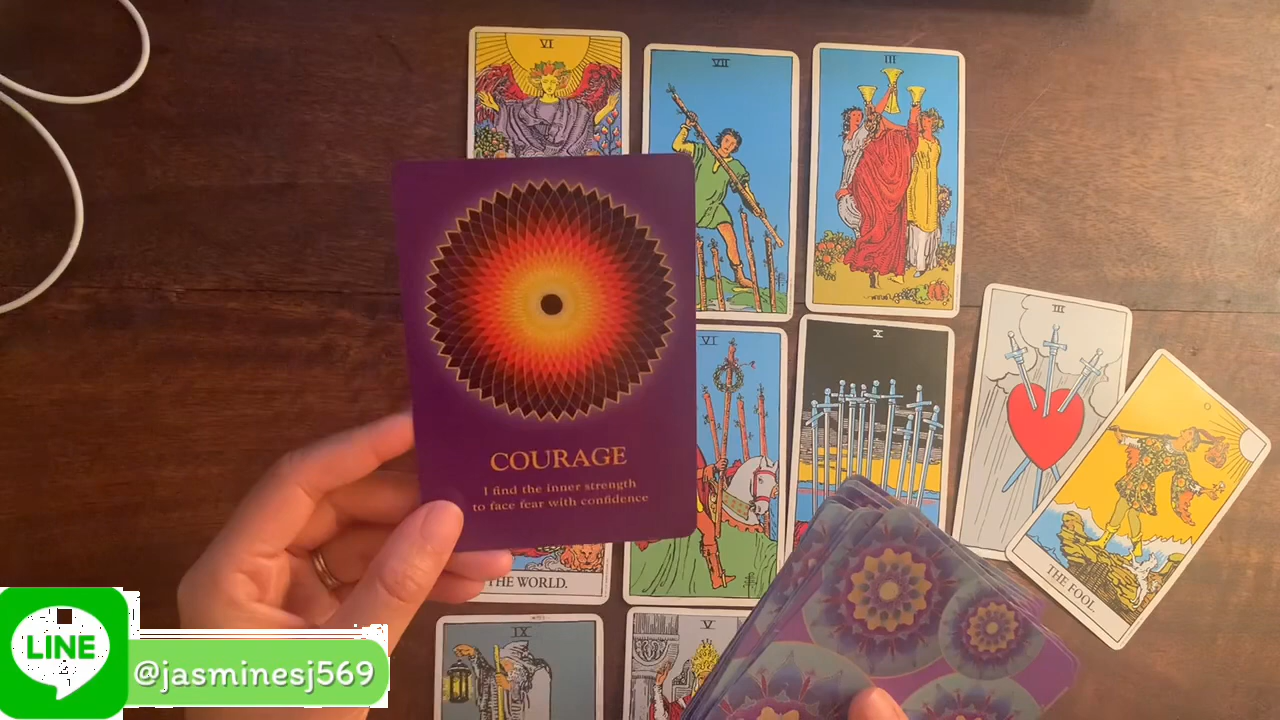 VI
VII
III
COURAGE
I find the inner strength
to face fear with confidence
VI
X
III
THE WORLD.
THE FOOL.
IX
V
LINE
@jasminesj569